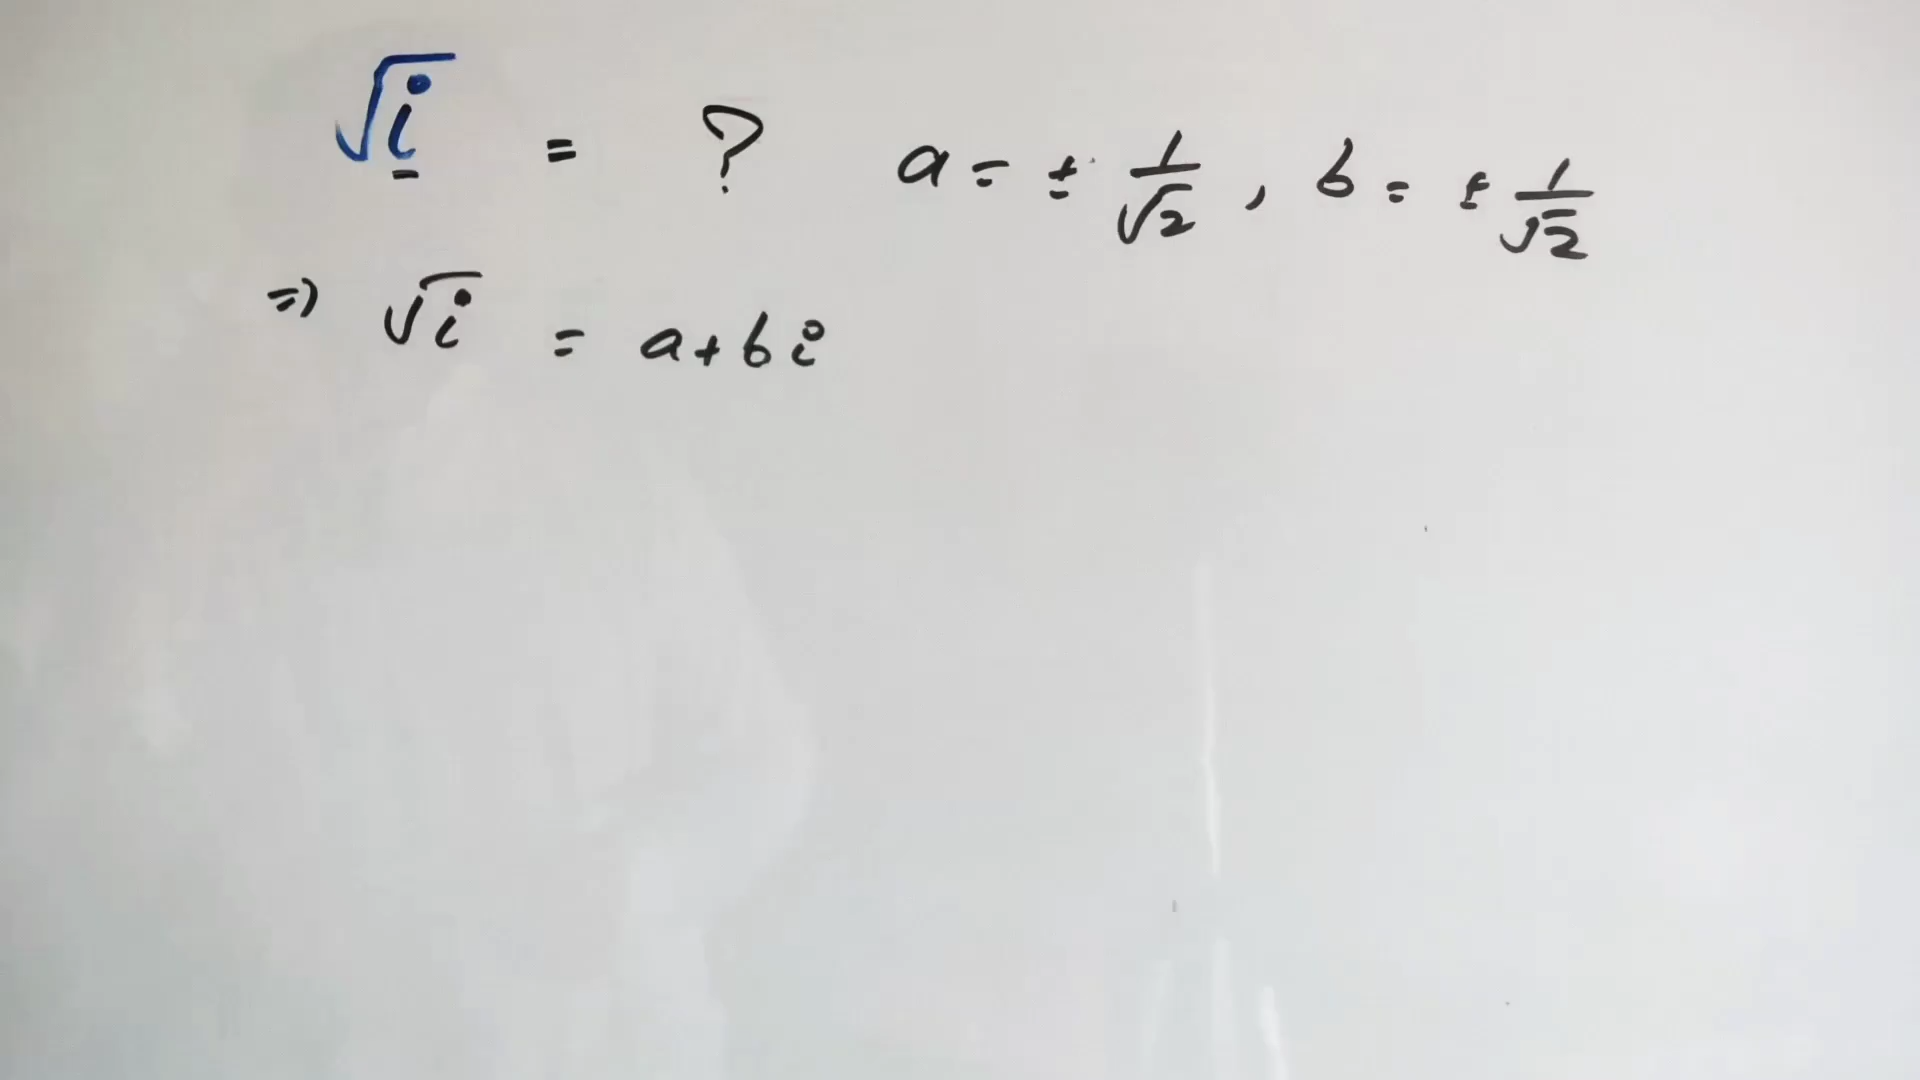 √i = ? a = ± 1/√2 , b = ± 1/√2
⇒ √i = a + bi